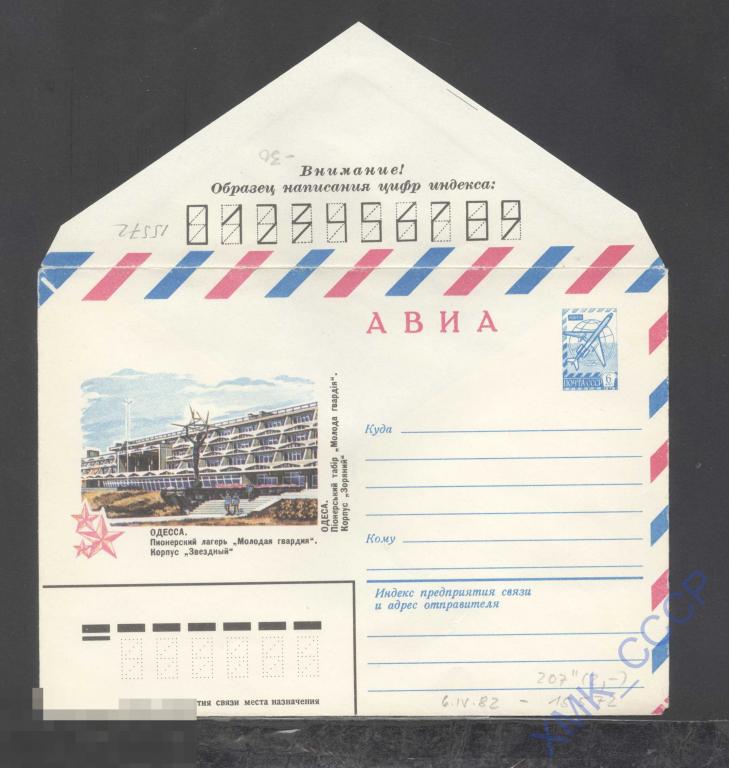 -30
Внимание!
Образец написания цифр индекса:
15572
0123456789
АВИА
ПОЧТА СССР 6
Куда
Кому
Индекс предприятия связи
и адрес отправителя
ОДЕССА.
Пионерский лагерь „Молодая гвардия".
Корпус „Звездный"
ОДЕСА.
Піонерський табір „Молода гвардія".
Корпус „Зоряний"
тия связи места назначения
207"
6.IV.82 -
ХМК_СССР